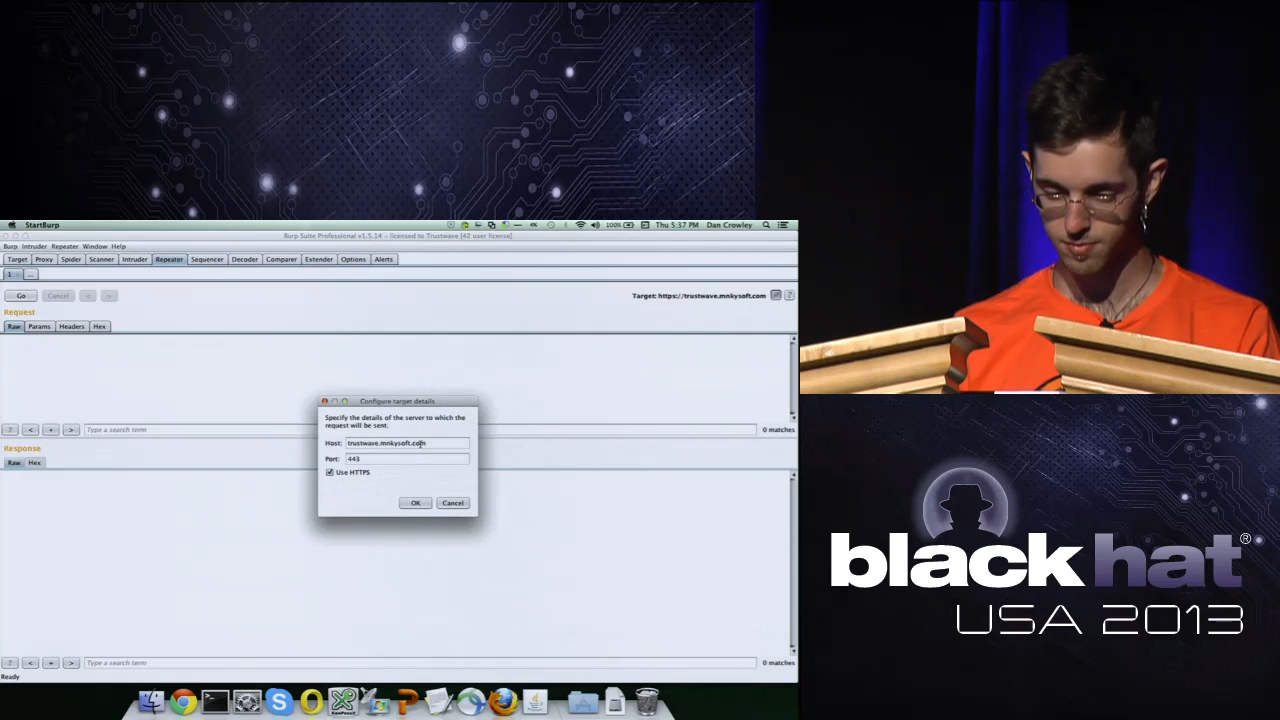 StartBurp
100%
Thu 5:37 PM
Dan Crowley
Burp Suite Professional v1.5.14 – licensed to Trustwave [42 user license]
Burp Intruder Repeater Window Help
Target Proxy Spider Scanner Intruder Repeater Sequencer Decoder Comparer Extender Options Alerts
1 ...
Go Cancel < >
Target: https://trustwave.mnkysoft.com ?
Request
Raw Params Headers Hex
Configure target details
Specify the details of the server to which the
request will be sent.
Host: trustwave.mnkysoft.com
Port: 443
Use HTTPS
OK Cancel
? < + > Type a search term 0 matches
Response
Raw Hex
? < + > Type a search term 0 matches
Ready
blackhat®
USA 2013